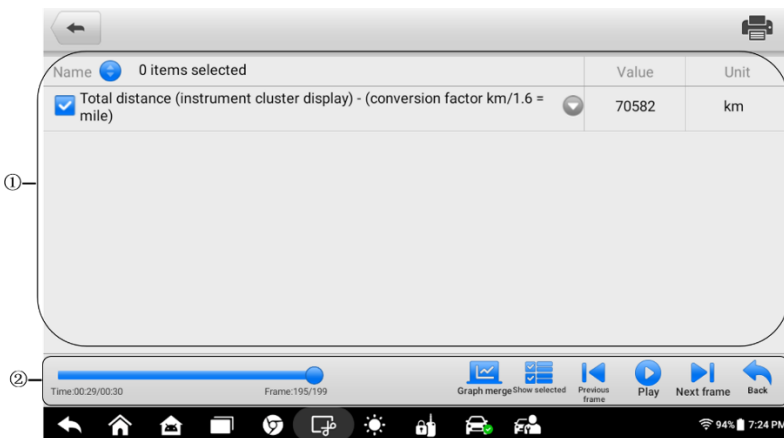 Name 0 items selected Value Unit
Total distance (instrument cluster display) - (conversion factor km/1.6 =
mile) 70582 km
①
②
Time:00:29/00:30 Frame:195/199 Graph merge Show selected Previous
frame Play Next frame Back
94% 7:24 PM